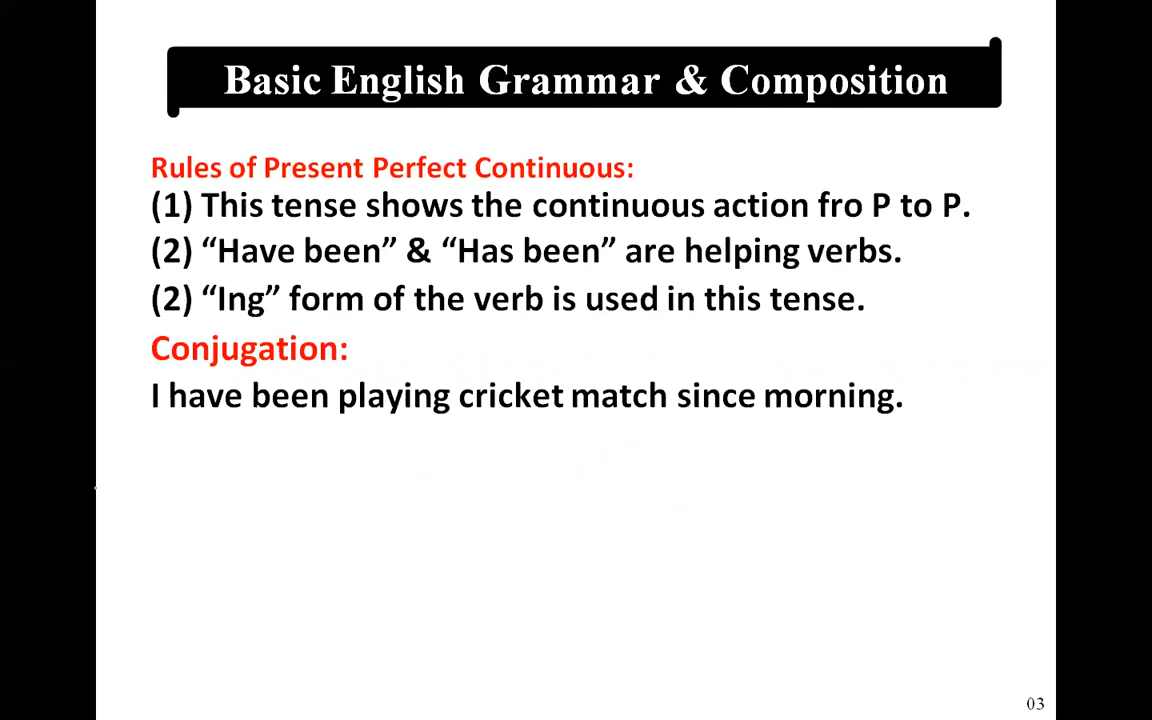 Basic English Grammar & Composition
Rules of Present Perfect Continuous:
(1) This tense shows the continuous action fro P to P.
(2) “Have been” & “Has been” are helping verbs.
(2) “Ing” form of the verb is used in this tense.
Conjugation:
I have been playing cricket match since morning.
03